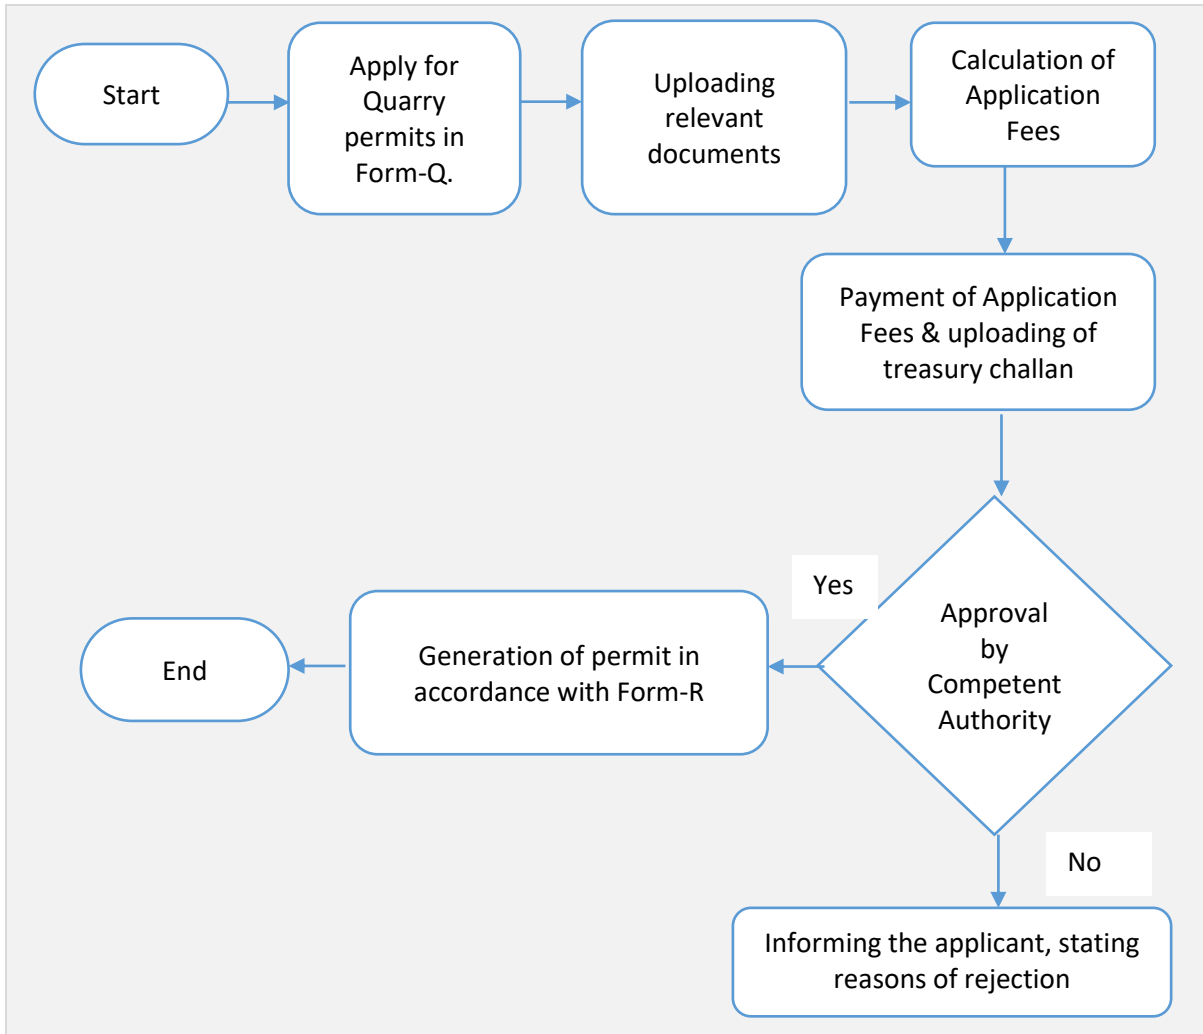 Start
Apply for
Quarry
permits in
Form-Q.
Uploading
relevant
documents
Calculation of
Application
Fees
Payment of Application
Fees & uploading of
treasury challan
Approval
by
Competent
Authority
Yes
Generation of permit in
accordance with Form-R
End
No
Informing the applicant, stating
reasons of rejection